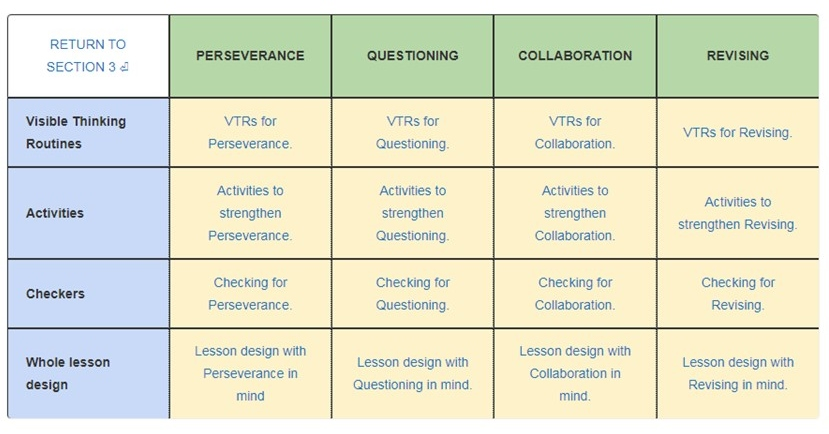 RETURN TO
SECTION 3 ⏎
PERSEVERANCE
QUESTIONING
COLLABORATION
REVISING
Visible Thinking
Routines
VTRs for
Perseverance.
VTRs for
Questioning.
VTRs for
Collaboration.
VTRs for Revising.
Activities
Activities to
strengthen
Perseverance.
Activities to
strengthen
Questioning.
Activities to
strengthen
Collaboration.
Activities to
strengthen Revising.
Checkers
Checking for
Perseverance.
Checking for
Questioning.
Checking for
Collaboration.
Checking for
Revising.
Whole lesson
design
Lesson design with
Perseverance in
mind
Lesson design with
Questioning in mind.
Lesson design with
Collaboration in
mind.
Lesson design with
Revising in mind.